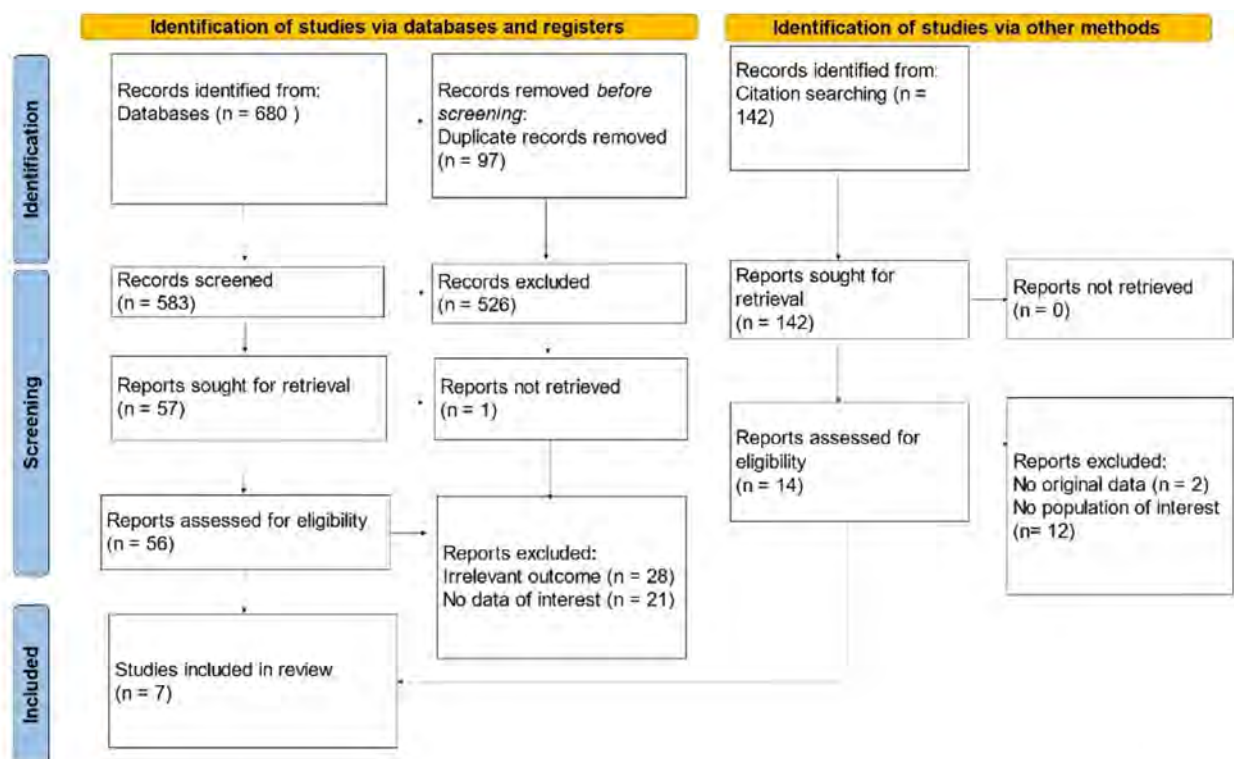 Identification of studies via databases and registers
Identification of studies via other methods
Identification
Records identified from:
Databases (n = 680 )
Records removed before
screening:
Duplicate records removed
(n = 97)
Records identified from:
Citation searching (n =
142)
Screening
Records screened
(n = 583)
Records excluded
(n = 526)
Reports sought for
retrieval
(n = 142)
Reports not retrieved
(n = 0)
Reports sought for retrieval
(n = 57)
Reports not retrieved
(n = 1)
Reports assessed for
eligibility
(n = 14)
Reports excluded:
No original data (n = 2)
No population of interest
(n= 12)
Reports assessed for eligibility
(n = 56)
Reports excluded:
Irrelevant outcome (n = 28)
No data of interest (n = 21)
Included
Studies included in review
(n = 7)